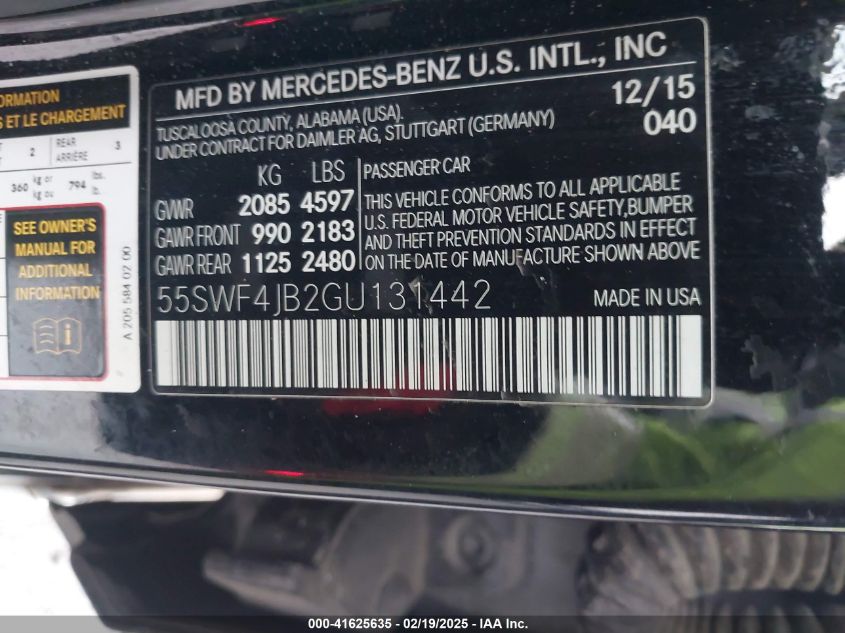 ORMATION
S ET LE CHARGEMENT
2 REAR ARRIÈRE 3
360 kg or kg ou 794 lbs. lb.
SEE OWNER'S
MANUAL FOR
ADDITIONAL
INFORMATION
A 205 584 02 00
MFD BY MERCEDES-BENZ U.S. INTL., INC
TUSCALOOSA COUNTY, ALABAMA (USA). 12/15
UNDER CONTRACT FOR DAIMLER AG, STUTTGART (GERMANY) 040
KG LBS PASSENGER CAR
GVWR 2085 4597 THIS VEHICLE CONFORMS TO ALL APPLICABLE
GAWR FRONT 990 2183 U.S. FEDERAL MOTOR VEHICLE SAFETY, BUMPER
GAWR REAR 1125 2480 AND THEFT PREVENTION STANDARDS IN EFFECT
ON THE DATE OF MANUFACTURE SHOWN ABOVE
55SWF4JB2GU131442 MADE IN USA
000-41625635 - 02/19/2025 - IAA Inc.